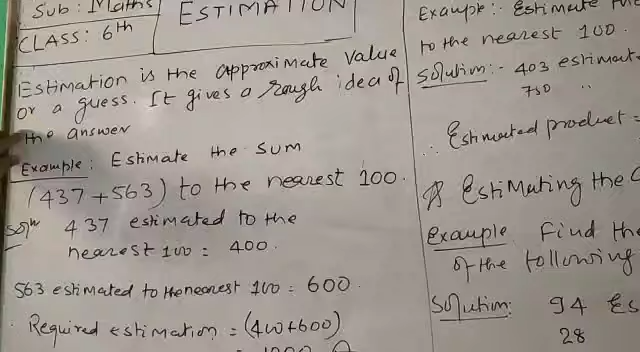 Sub: Maths
ESTIMATION
CLASS: 6th
Estimation is the approximate value
or a guess. It gives a rough idea of
the answer
Example: Estimate the sum
(437+563) to the nearest 100.
Soln 437 estimated to the
nearest 100 = 400.
563 estimated to the nearest 100 = 600.
Required estimation = (400+600)
= 1000
Example:- Estimate the
to the nearest 100.
Solution:- 403 estimat
750 "
∴ Estimated product =
Estimating the
Example Find the
of the following
Solution: 94 Es
28